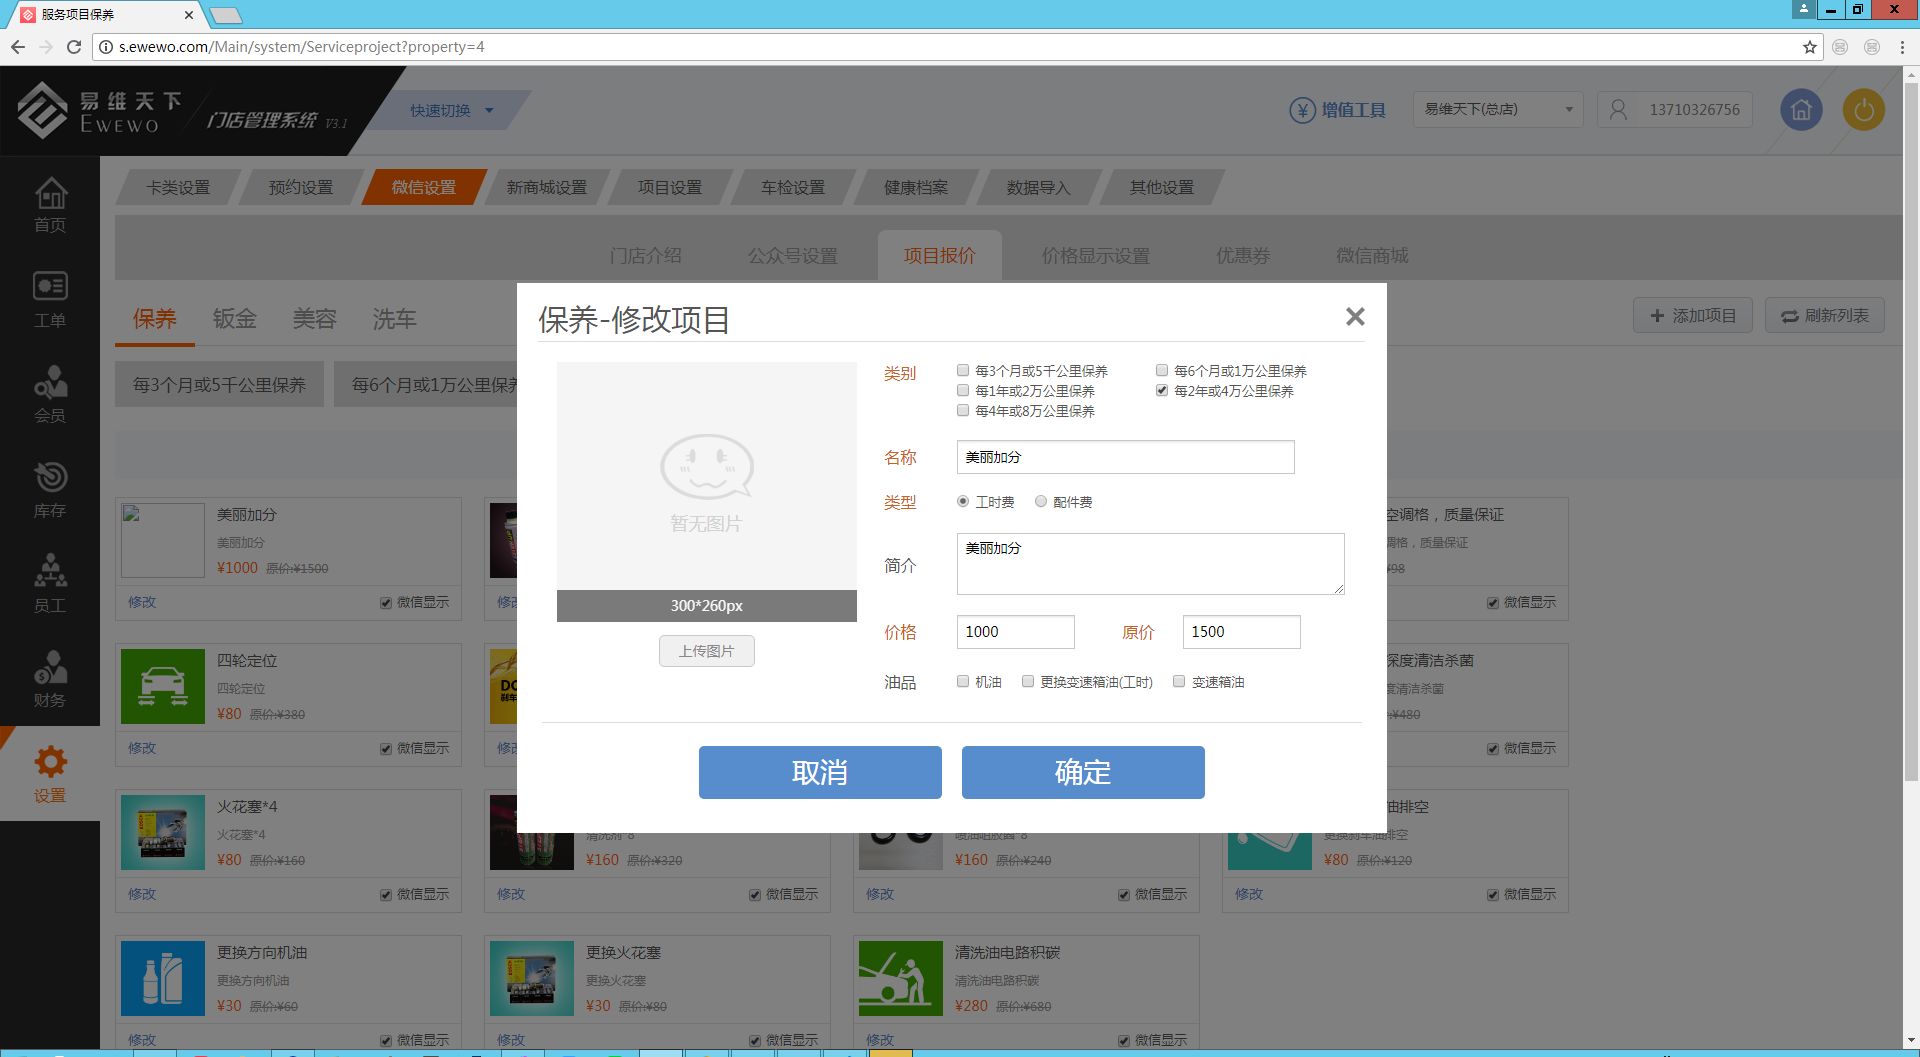 服务项目保养
s.ewewo.com/Main/system/Serviceproject?property=4
易维天下
EWEWO
门店管理系统 V3.1
快速切换
增值工具
易维天下(总店)
13710326756
卡类设置 预约设置 微信设置 新商城设置 项目设置 车检设置 健康档案 数据导入 其他设置
门店介绍 公众号设置 项目报价 价格显示设置 优惠券 微信商城
首页
工单
会员
库存
员工
财务
设置
保养 钣金 美容 洗车
添加项目 刷新列表
每3个月或5千公里保养 每6个月或1万公里保养
保养-修改项目
暂无图片
300*260px
上传图片
类别
每3个月或5千公里保养 每6个月或1万公里保养
每1年或2万公里保养 每2年或4万公里保养
每4年或8万公里保养
名称 美丽加分
类型 工时费 配件费
简介 美丽加分
价格 1000 原价 1500
油品 机油 更换变速箱油(工时) 变速箱油
取消 确定
美丽加分
美丽加分
¥1000 原价:¥1500
修改 微信显示
修改
空调格，质量保证
调格，质量保证
¥98
微信显示
四轮定位
四轮定位
¥80 原价:¥380
修改 微信显示
修改
深度清洁杀菌
度清洁杀菌
¥480
微信显示
火花塞*4
火花塞*4
¥80 原价:¥160
修改 微信显示
¥160 原价:¥320
修改 微信显示
¥160 原价:¥240
修改 微信显示
油排空
更换刹车油排空
¥80 原价:¥120
修改 微信显示
更换方向机油
更换方向机油
¥30 原价:¥60
修改 微信显示
更换火花塞
更换火花塞
¥30 原价:¥80
修改 微信显示
清洗油电路积碳
清洗油电路积碳
¥280 原价:¥680
修改 微信显示